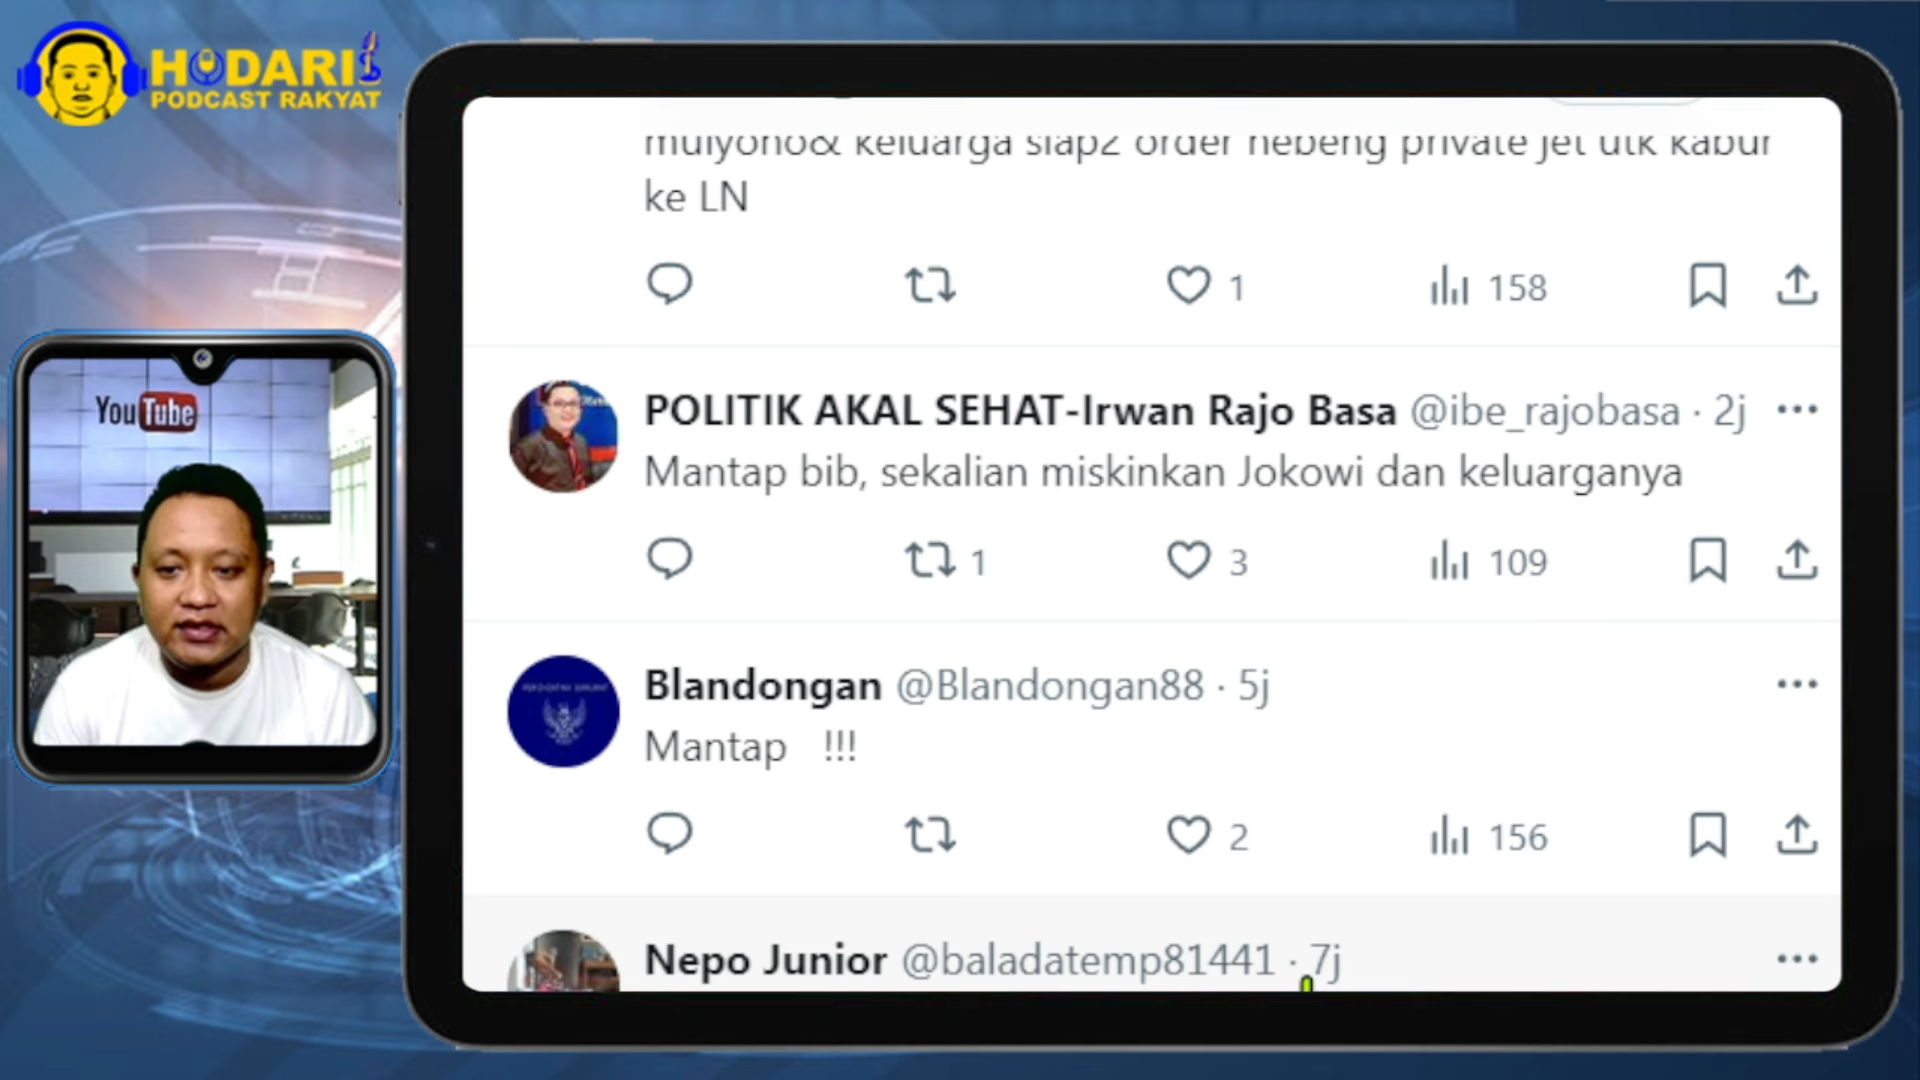 HODARI
PODCAST RAKYAT
YouTube
mulyono& keluarga siap2 order nebeng private jet utk kabur
ke LN
1
158
POLITIK AKAL SEHAT-Irwan Rajo Basa @ibe_rajobasa · 2j
Mantap bib, sekalian miskinkan Jokowi dan keluarganya
1
3
109
Blandongan @Blandongan88 · 5j
Mantap !!!
2
156
Nepo Junior @baladatemp81441 · 7j